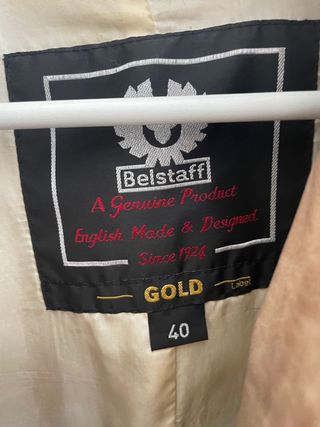 Belstaff
A Genuine Product
English Made & Designed
Since 1924
GOLD Label
40